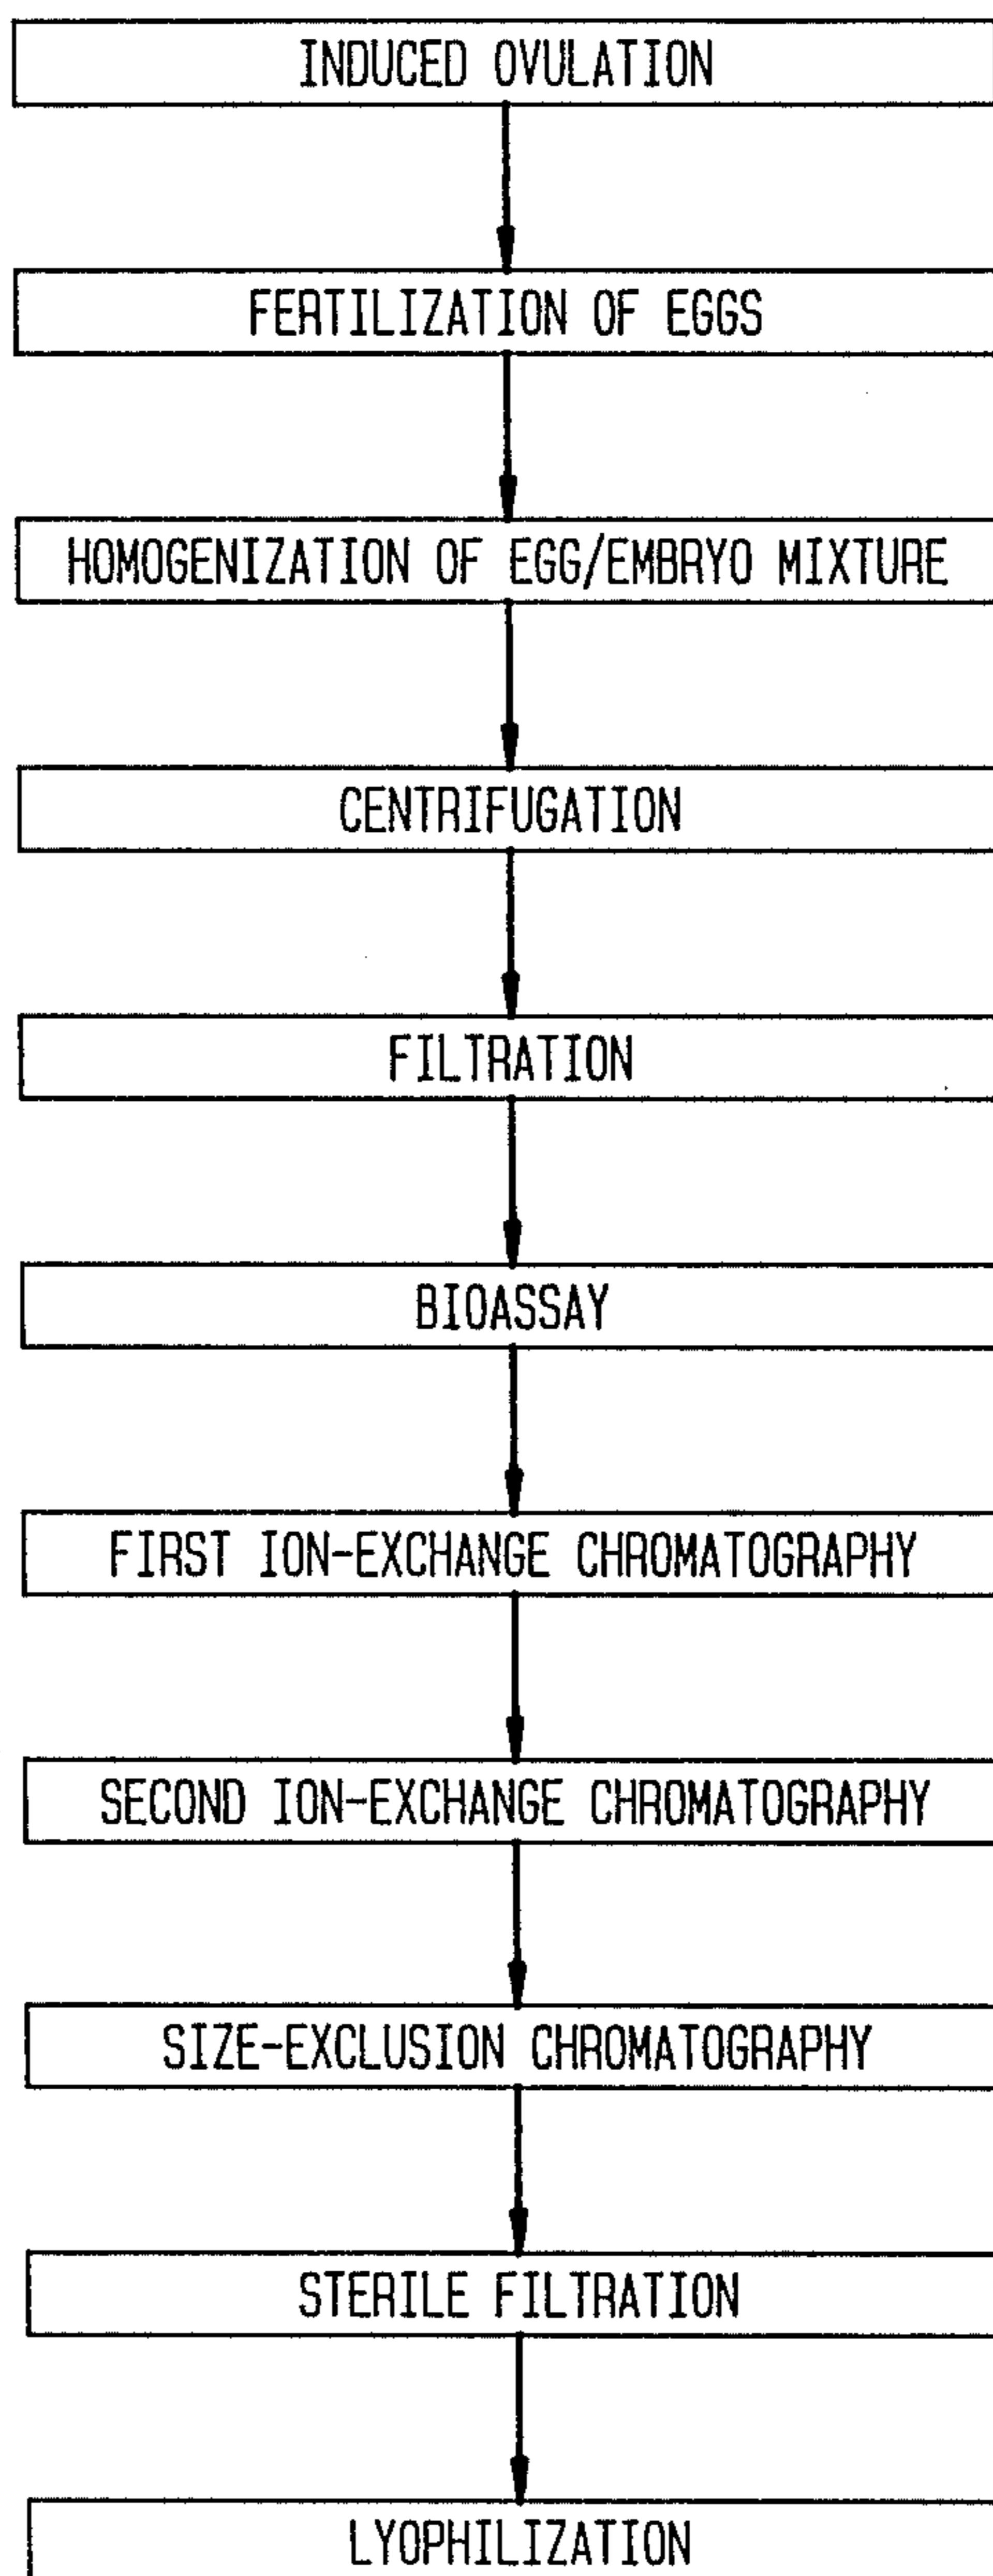 INDUCED OVULATION
FERTILIZATION OF EGGS
HOMOGENIZATION OF EGG/EMBRYO MIXTURE
CENTRIFUGATION
FILTRATION
BIOASSAY
FIRST ION-EXCHANGE CHROMATOGRAPHY
SECOND ION-EXCHANGE CHROMATOGRAPHY
SIZE-EXCLUSION CHROMATOGRAPHY
STERILE FILTRATION
LYOPHILIZATION